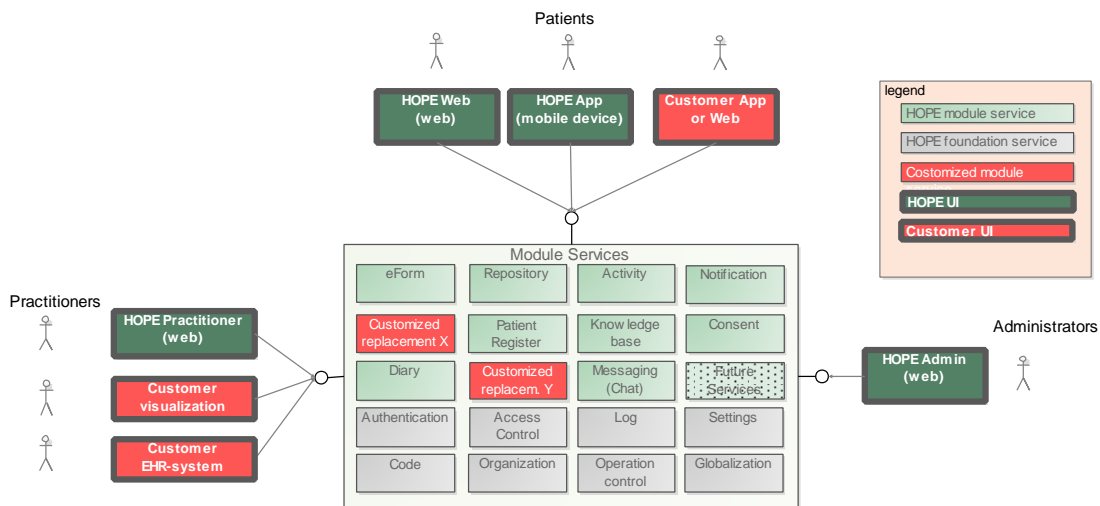 Patients
HOPE Web
(web)
HOPE App
(mobile device)
Customer App
or Web
legend
HOPE module service
HOPE foundation service
Costomized module
HOPE UI
Customer UI
Module Services
eForm
Repository
Activity
Notification
Customized
replacement X
Patient
Register
Knowledge
base
Consent
Diary
Customized
replacem. Y
Messaging
(Chat)
Future
Services
Authentication
Access
Control
Log
Settings
Code
Organization
Operation
control
Globalization
Practitioners
HOPE Practitioner
(web)
Customer
visualization
Customer
EHR-system
Administrators
HOPE Admin
(web)